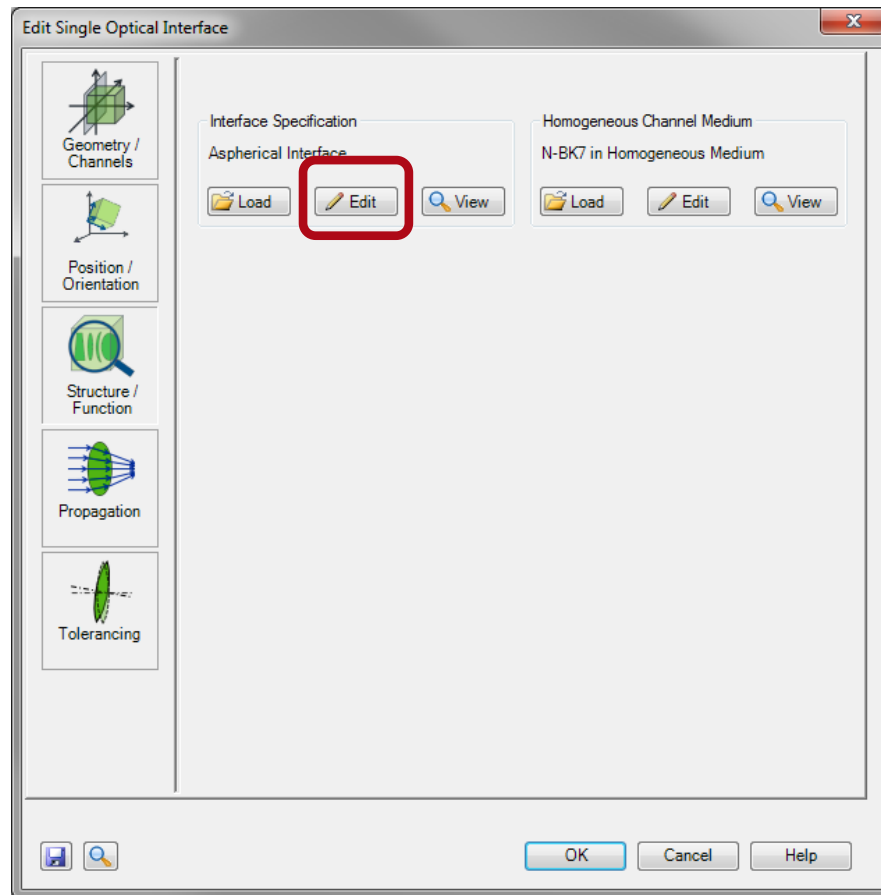 Edit Single Optical Interface
Geometry /
Channels
Position /
Orientation
Structure /
Function
Propagation
Tolerancing
Interface Specification
Aspherical Interface
Load
Edit
View
Homogeneous Channel Medium
N-BK7 in Homogeneous Medium
Load
Edit
View
OK
Cancel
Help